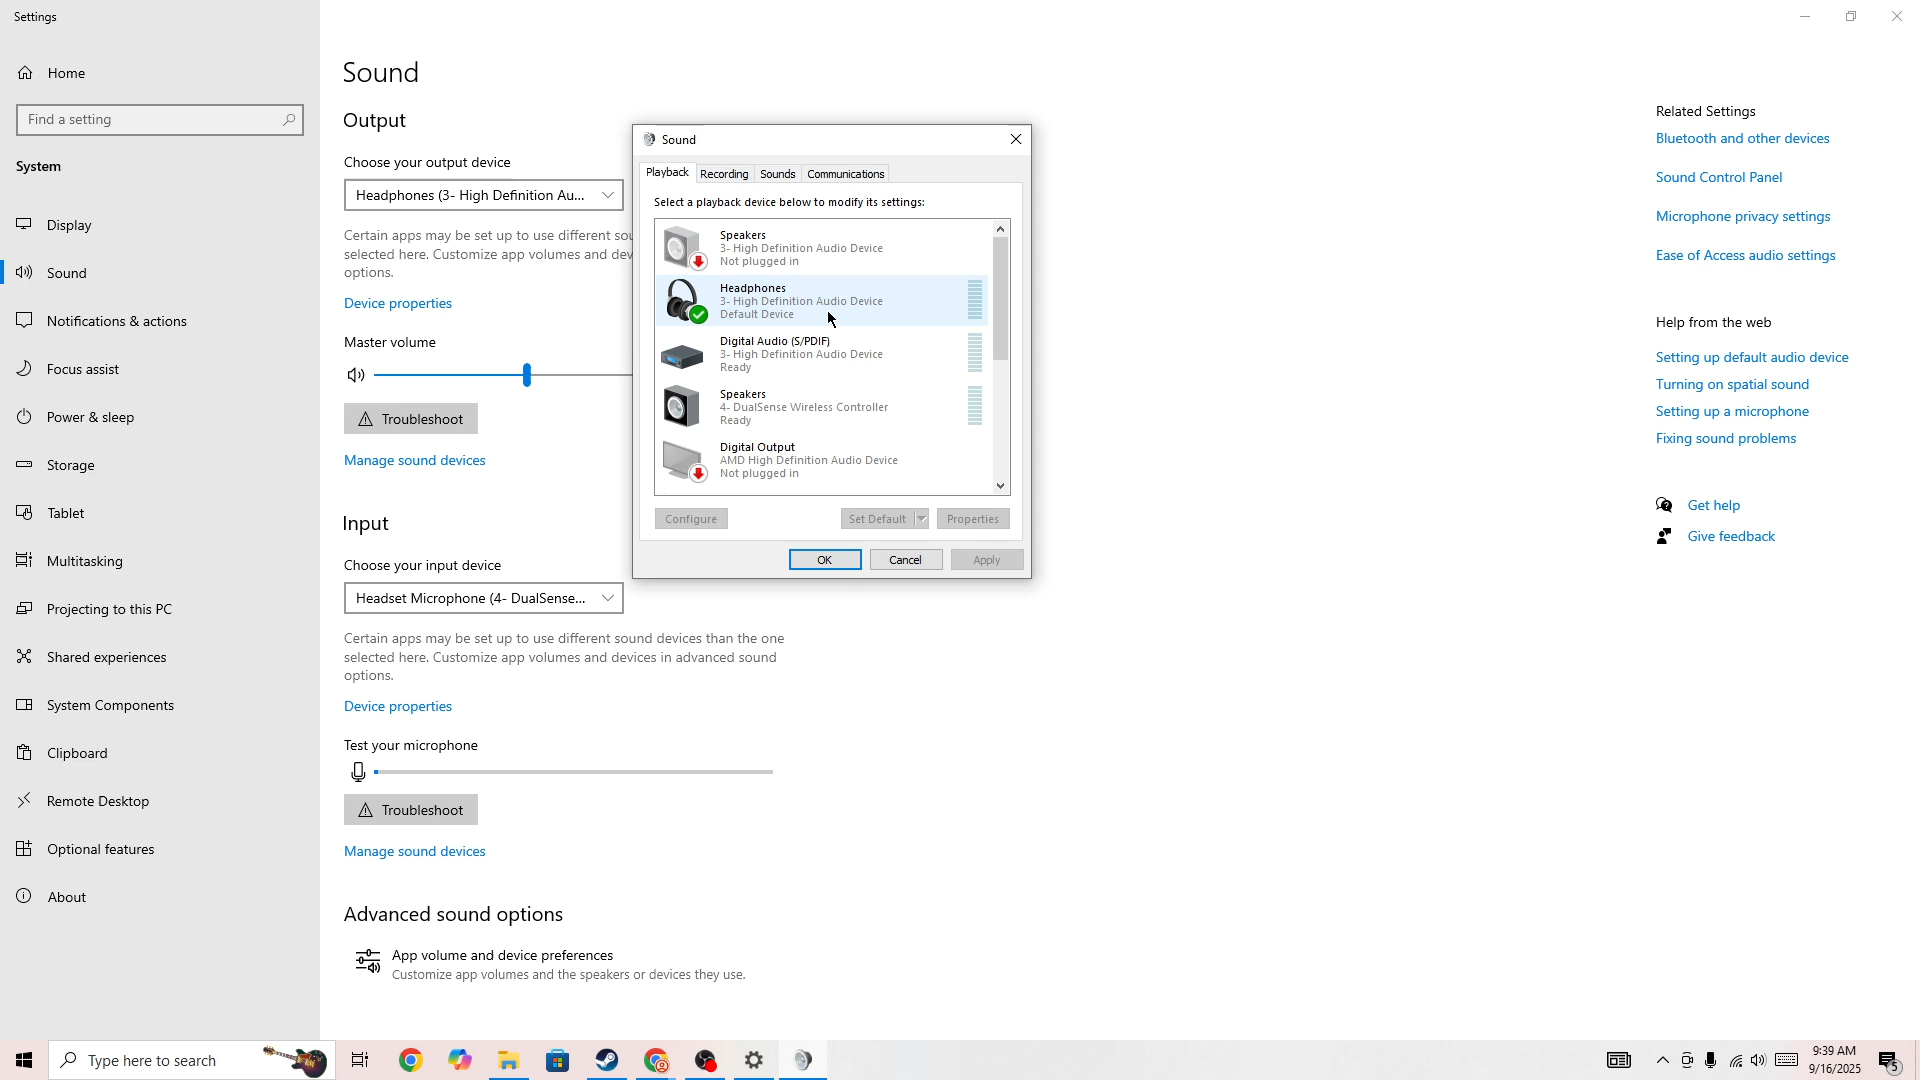 Settings
Home
Find a setting
System
Display
Sound
Notifications & actions
Focus assist
Power & sleep
Storage
Tablet
Multitasking
Projecting to this PC
Shared experiences
System Components
Clipboard
Remote Desktop
Optional features
About
Sound
Output
Choose your output device
Headphones (3- High Definition Au...
Certain apps may be set up to use different sou
selected here. Customize app volumes and dev
options.
Device properties
Master volume
Troubleshoot
Manage sound devices
Input
Choose your input device
Headset Microphone (4- DualSense...
Certain apps may be set up to use different sound devices than the one
selected here. Customize app volumes and devices in advanced sound
options.
Device properties
Test your microphone
Troubleshoot
Manage sound devices
Advanced sound options
App volume and device preferences
Customize app volumes and the speakers or devices they use.
Sound
Playback Recording Sounds Communications
Select a playback device below to modify its settings:
Speakers
3- High Definition Audio Device
Not plugged in
Headphones
3- High Definition Audio Device
Default Device
Digital Audio (S/PDIF)
3- High Definition Audio Device
Ready
Speakers
4- DualSense Wireless Controller
Ready
Digital Output
AMD High Definition Audio Device
Not plugged in
Configure Set Default Properties
OK Cancel Apply
Related Settings
Bluetooth and other devices
Sound Control Panel
Microphone privacy settings
Ease of Access audio settings
Help from the web
Setting up default audio device
Turning on spatial sound
Setting up a microphone
Fixing sound problems
Get help
Give feedback
Type here to search
9:39 AM
9/16/2025
5